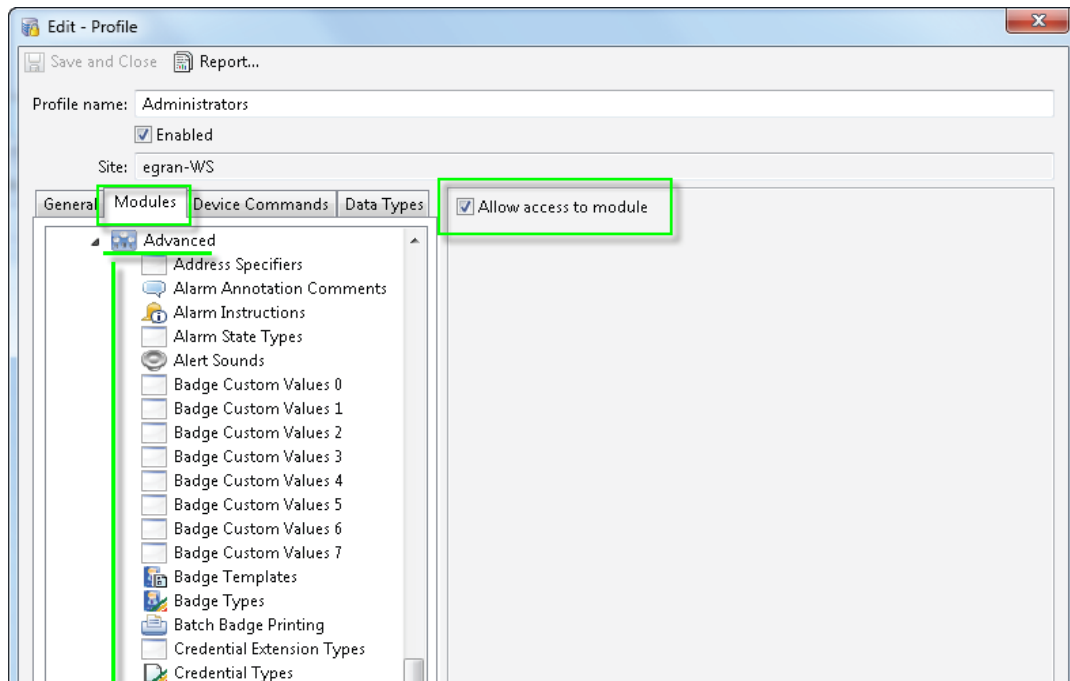 Edit - Profile
Save and Close Report...
Profile name: Administrators
Enabled
Site: egran-WS
General Modules Device Commands Data Types
Allow access to module
Advanced
Address Specifiers
Alarm Annotation Comments
Alarm Instructions
Alarm State Types
Alert Sounds
Badge Custom Values 0
Badge Custom Values 1
Badge Custom Values 2
Badge Custom Values 3
Badge Custom Values 4
Badge Custom Values 5
Badge Custom Values 6
Badge Custom Values 7
Badge Templates
Badge Types
Batch Badge Printing
Credential Extension Types
Credential Types